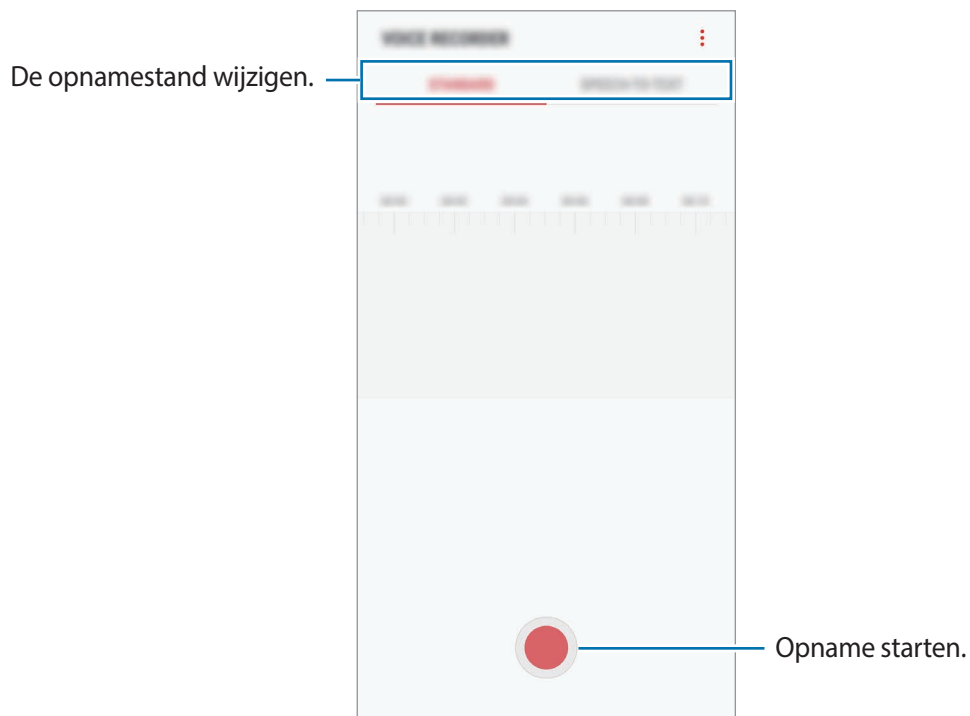 VOICE RECORDER
De opnamestand wijzigen.
STANDARD
SPEECH-TO-TEXT
Opname starten.